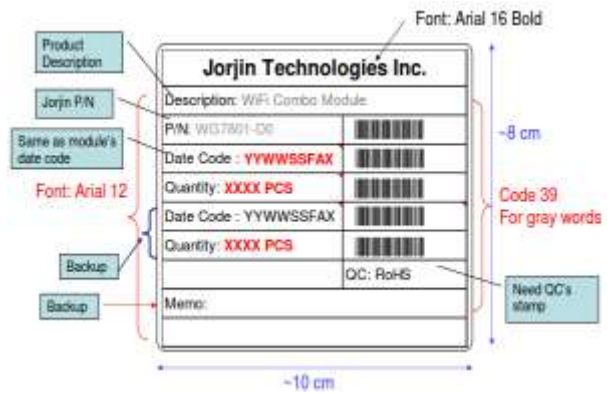 Font: Arial 16 Bold
Product
Description
Jorjin Technologies Inc.
Description: WiFi Combo Module
Jorjin P/N
P/N: WG7801-D0
~8 cm
Same as module's
date code
Date Code : YYWWSSFAX
Font: Arial 12
Quantity: XXXX PCS
Code 39
For gray words
Date Code : YYWWSSFAX
Quantity: XXXX PCS
Backup
QC: RoHS
Need QC's
stamp
Backup
Memo:
~10 cm